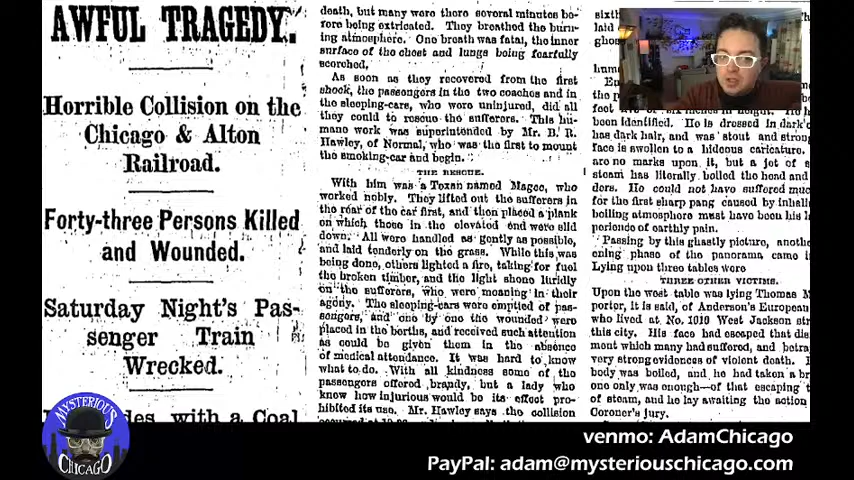 AWFUL TRAGEDY.
Horrible Collision on the
Chicago & Alton
Railroad.
Forty-three Persons Killed
and Wounded.
Saturday Night's Pas-
senger Train
Wrecked.
with a Coal
death, but many were there several minutes be-
fore being extricated. They breathed the burn-
ing atmosphere. One breath was fatal, the inner
surface of the chest and lungs being fearfully
scorched.
As soon as they recovered from the first
shock, the passengers in the two coaches and in
the sleeping-cars, who were uninjured, did all
they could to rescue the sufferers. This hu-
mane work was superintended by Mr. B. R.
Hawley, of Normal, who was the first to mount
the smoking-car and begin.
THE RESCUE.
With him was a Texan named Magee, who
worked nobly. They lifted out the sufferers in
the rear of the car first, and then placed a plank
on which those in the elevated end were slid
down. All were handled as gently as possible,
and laid tenderly on the grass. While this was
being done, others lighted a fire, taking for fuel
the broken timber, and the light shone luridly
on the sufferers, who were moaning in their
agony. The sleeping-cars were emptied of pas-
sengers, and one by one the wounded were
placed in the berths, and received such attention
as could be given them in the absence
of medical attendance. It was hard to know
what to do. With all kindness some of the
passengers offered brandy, but a lady who
knew how injurious would be its effect pro-
hibited its use. Mr. Hawley says the collision
sixth
laid
ghos
huma
foot five or six inches in height. H
been identified. He is dressed in dark c
has dark hair, and was stout and strong
face is swollen to a hideous caricature.
are no marks upon it, but a jet of s
steam has literally boiled the head and
ders. He could not have suffered muc
for the first sharp pang caused by inhali
boiling atmosphere must have been his l
periods of earthly pain.
Passing by this ghastly picture, anothe
ening phase of the panorama came i
Lying upon three tables were
THREE OTHER VICTIMS.
Upon the west table was lying Thomas M
porter, it is said, of Anderson's European
who lived at No. 1010 West Jackson str
this city. His face had escaped that dis
ment which many had suffered, and betra
very strong evidences of violent death. H
body was boiled, and he had taken a br
one only was enough—of that escaping t
of steam, and he lay awaiting the action
Coroner's jury.
MYSTERIOUS
CHICAGO
venmo: AdamChicago
PayPal: adam@mysteriouschicago.com